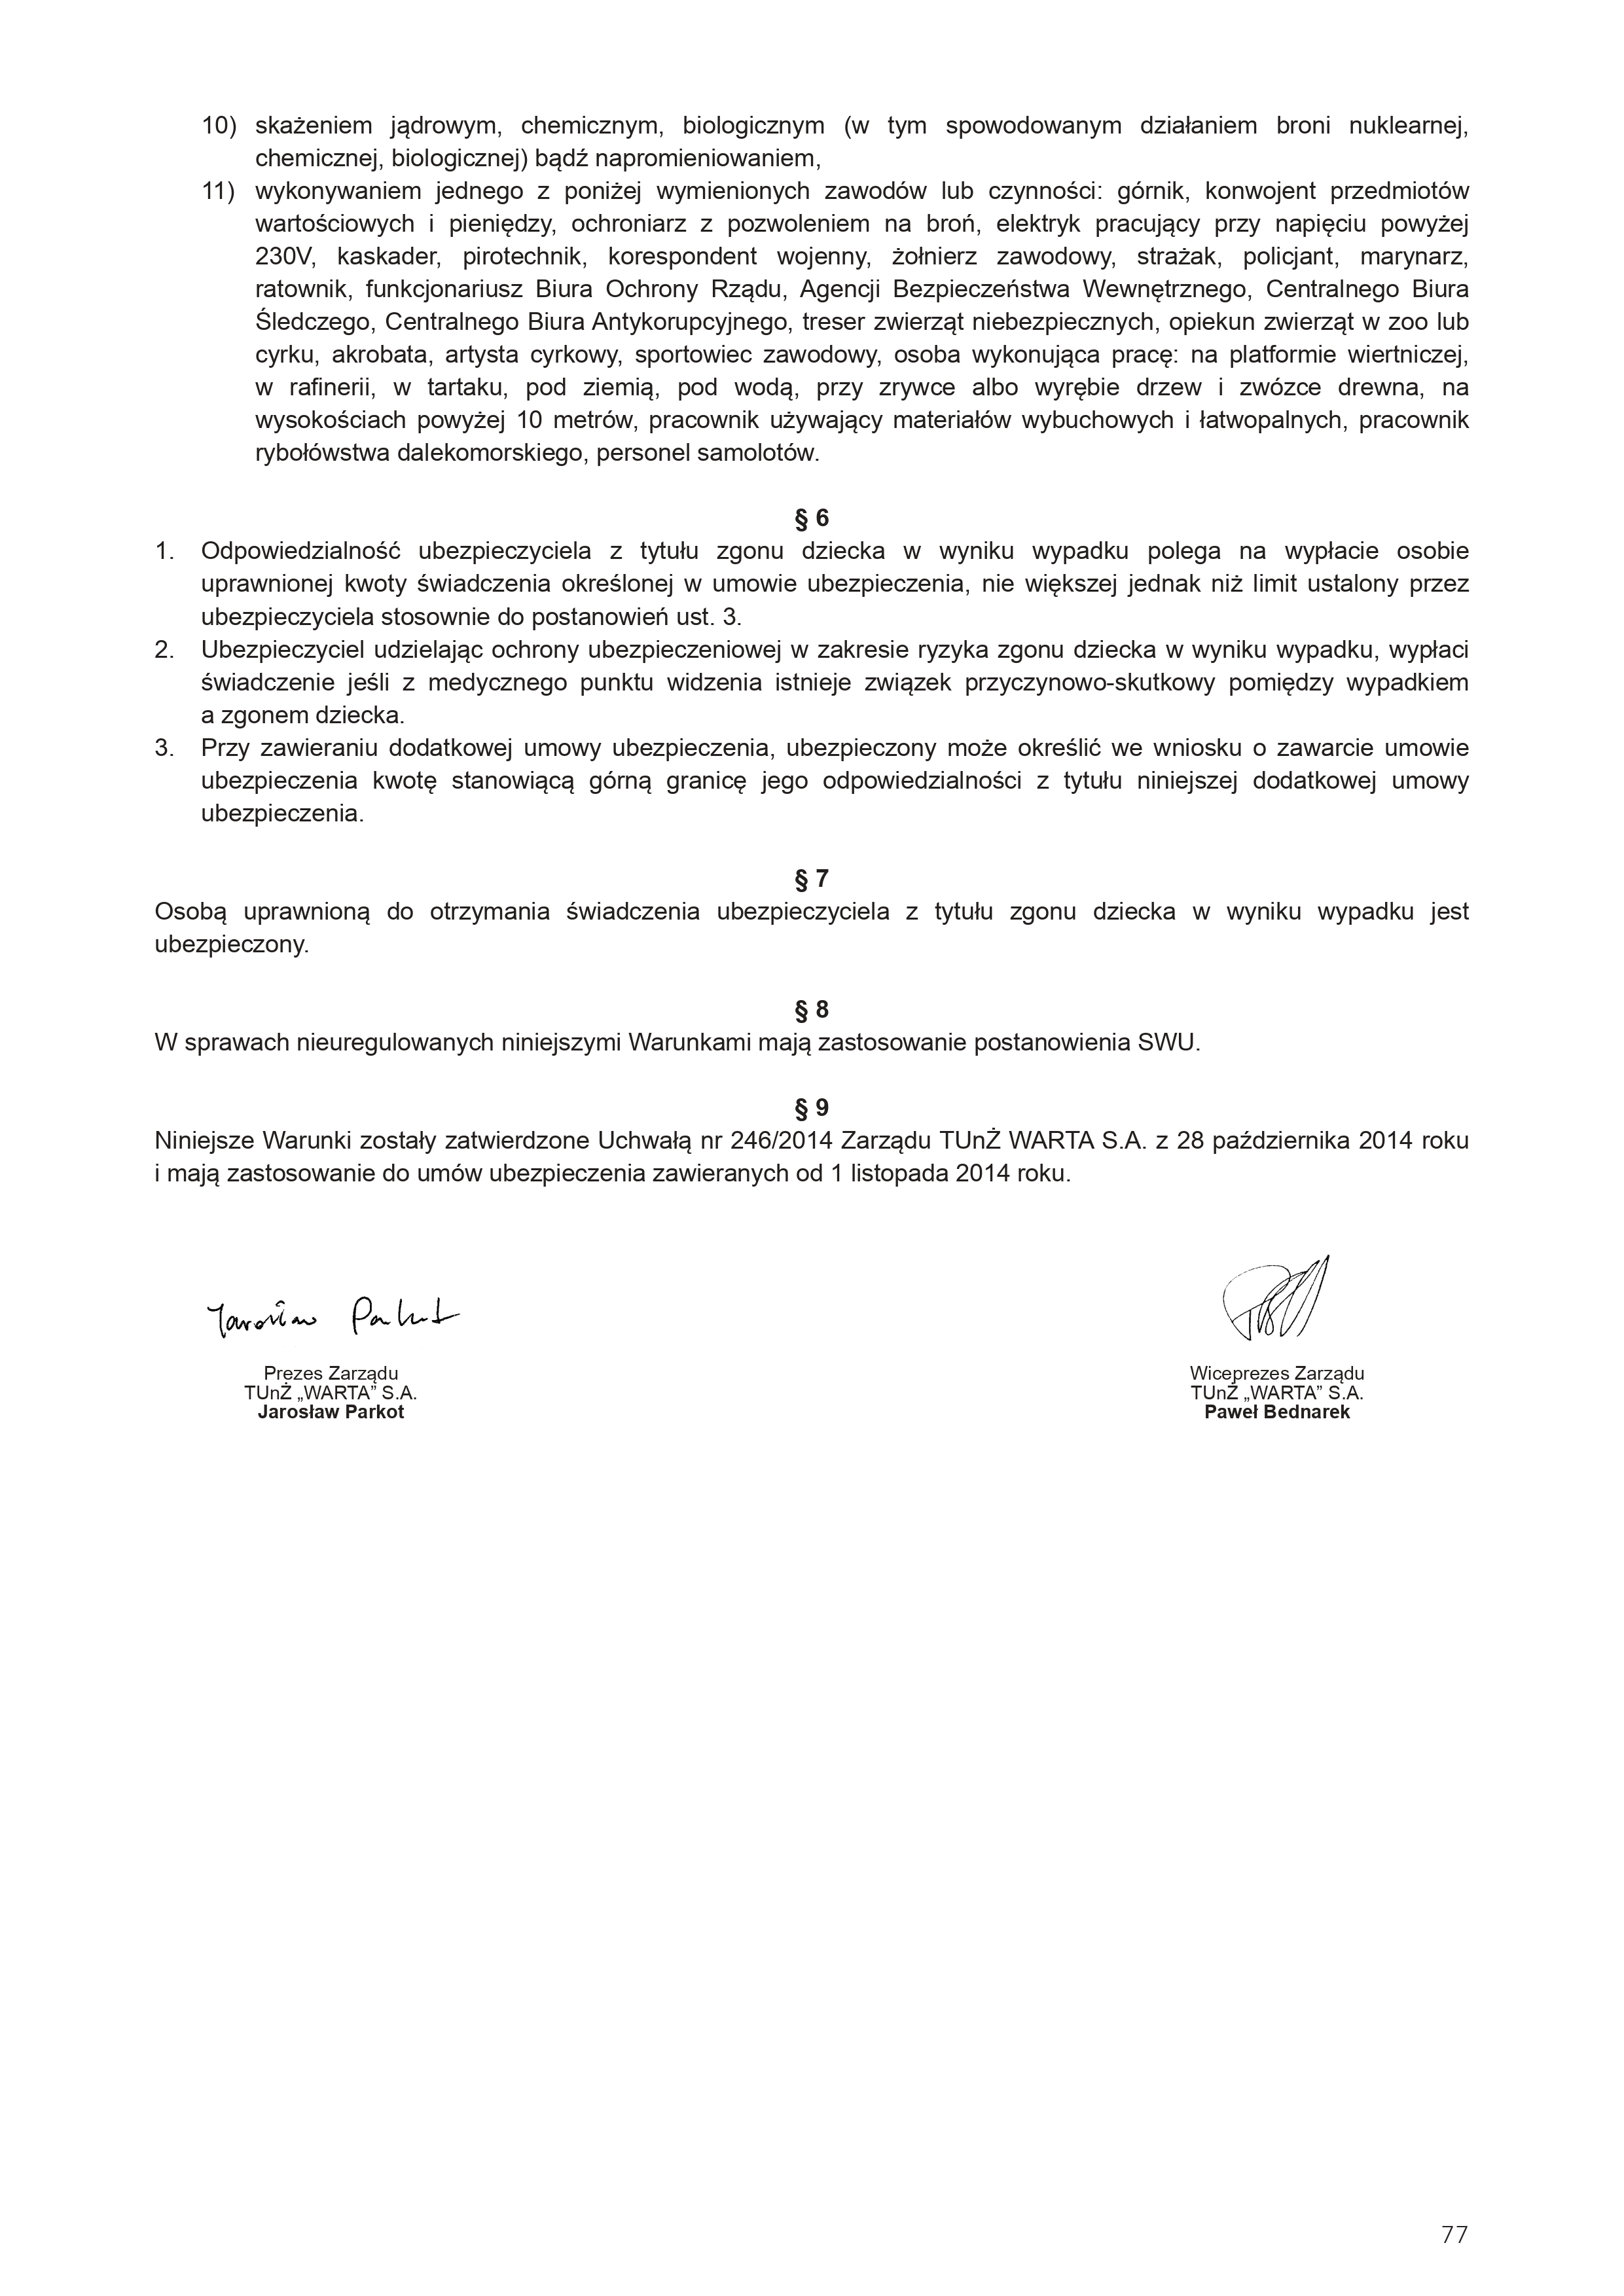 10) skażeniem jądrowym, chemicznym, biologicznym (w tym spowodowanym działaniem broni nuklearnej,
chemicznej, biologicznej) bądź napromieniowaniem,
11) wykonywaniem jednego z poniżej wymienionych zawodów lub czynności: górnik, konwojent przedmiotów
wartościowych i pieniędzy, ochroniarz z pozwoleniem na broń, elektryk pracujący przy napięciu powyżej
230V, kaskader, pirotechnik, korespondent wojenny, żołnierz zawodowy, strażak, policjant, marynarz,
ratownik, funkcjonariusz Biura Ochrony Rządu, Agencji Bezpieczeństwa Wewnętrznego, Centralnego Biura
Śledczego, Centralnego Biura Antykorupcyjnego, treser zwierząt niebezpiecznych, opiekun zwierząt w zoo lub
cyrku, akrobata, artysta cyrkowy, sportowiec zawodowy, osoba wykonująca pracę: na platformie wiertniczej,
w rafinerii, w tartaku, pod ziemią, pod wodą, przy zrywce albo wyrębie drzew i zwózce drewna, na
wysokościach powyżej 10 metrów, pracownik używający materiałów wybuchowych i łatwopalnych, pracownik
rybołówstwa dalekomorskiego, personel samolotów.
§ 6
1. Odpowiedzialność ubezpieczyciela z tytułu zgonu dziecka w wyniku wypadku polega na wypłacie osobie
uprawnionej kwoty świadczenia określonej w umowie ubezpieczenia, nie większej jednak niż limit ustalony przez
ubezpieczyciela stosownie do postanowień ust. 3.
2. Ubezpieczyciel udzielając ochrony ubezpieczeniowej w zakresie ryzyka zgonu dziecka w wyniku wypadku, wypłaci
świadczenie jeśli z medycznego punktu widzenia istnieje związek przyczynowo-skutkowy pomiędzy wypadkiem
a zgonem dziecka.
3. Przy zawieraniu dodatkowej umowy ubezpieczenia, ubezpieczony może określić we wniosku o zawarcie umowie
ubezpieczenia kwotę stanowiącą górną granicę jego odpowiedzialności z tytułu niniejszej dodatkowej umowy
ubezpieczenia.
§ 7
Osobą uprawnioną do otrzymania świadczenia ubezpieczyciela z tytułu zgonu dziecka w wyniku wypadku jest
ubezpieczony.
§ 8
W sprawach nieuregulowanych niniejszymi Warunkami mają zastosowanie postanowienia SWU.
§ 9
Niniejsze Warunki zostały zatwierdzone Uchwałą nr 246/2014 Zarządu TUnŻ WARTA S.A. z 28 października 2014 roku
i mają zastosowanie do umów ubezpieczenia zawieranych od 1 listopada 2014 roku.
Jarosław Parkot
Prezes Zarządu
TUnŻ „WARTA” S.A.
Jarosław Parkot
Wiceprezes Zarządu
TUnŻ „WARTA” S.A.
Paweł Bednarek
77